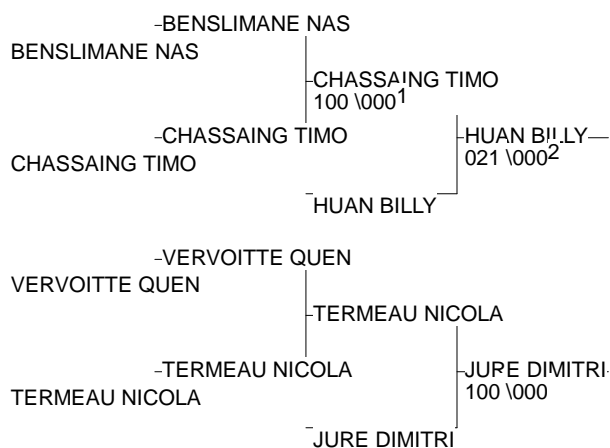 BENSLIMANE NAS
BENSLIMANE NAS
CHASSAING TIMO
100 \000 1
CHASSAING TIMO
HUAN BILLY
021 \000 2
CHASSAING TIMO
HUAN BILLY
VERVOITTE QUEN
VERVOITTE QUEN
TERMEAU NICOLA
TERMEAU NICOLA
JURE DIMITRI
100 \000
TERMEAU NICOLA
JURE DIMITRI